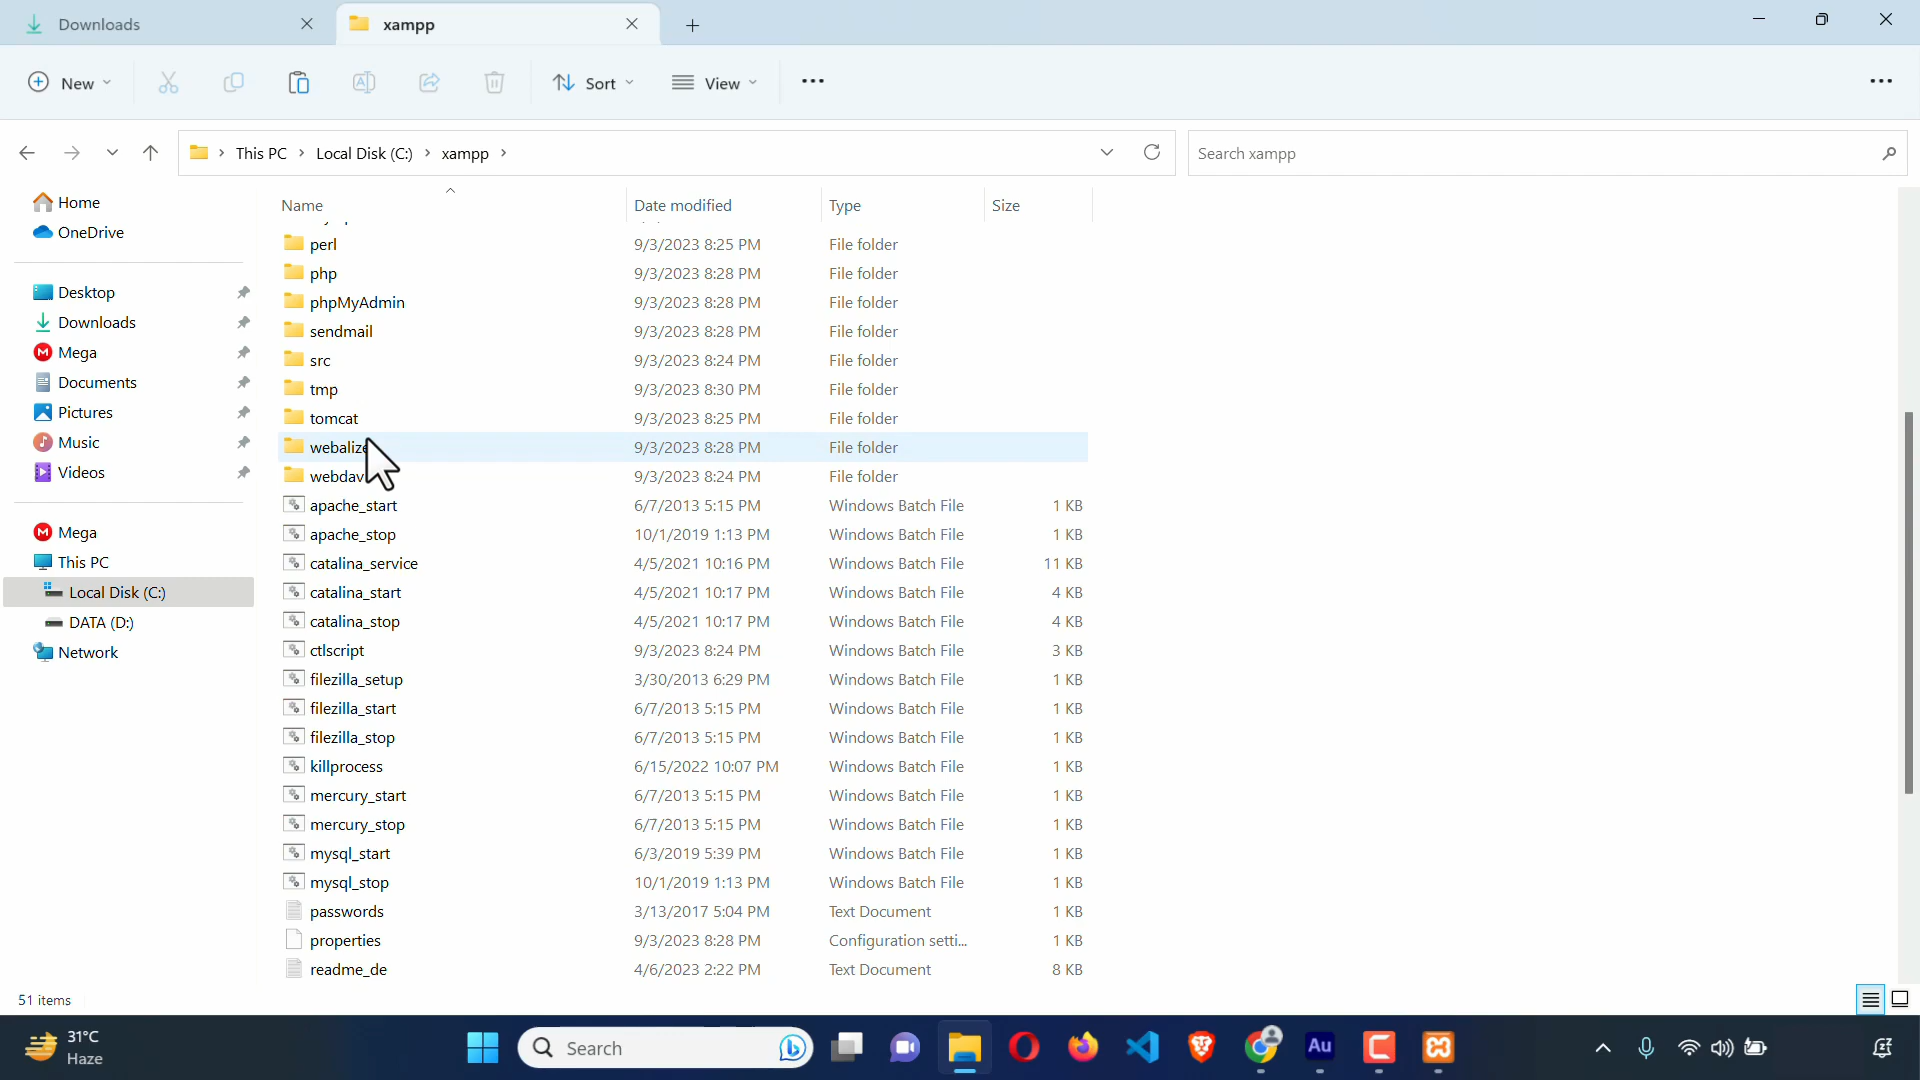 Downloads
xampp
New
Sort
View
This PC
Local Disk (C:)
xampp
Search xampp
Home
OneDrive
Desktop
Downloads
Mega
Documents
Pictures
Music
Videos
Mega
This PC
Local Disk (C:)
DATA (D:)
Network
Name Date modified Type Size
perl 9/3/2023 8:25 PM File folder
php 9/3/2023 8:28 PM File folder
phpMyAdmin 9/3/2023 8:28 PM File folder
sendmail 9/3/2023 8:28 PM File folder
src 9/3/2023 8:24 PM File folder
tmp 9/3/2023 8:30 PM File folder
tomcat 9/3/2023 8:25 PM File folder
9/3/2023 8:28 PM File folder
webdav 9/3/2023 8:24 PM File folder
apache_start 6/7/2013 5:15 PM Windows Batch File 1 KB
apache_stop 10/1/2019 1:13 PM Windows Batch File 1 KB
catalina_service 4/5/2021 10:16 PM Windows Batch File 11 KB
catalina_start 4/5/2021 10:17 PM Windows Batch File 4 KB
catalina_stop 4/5/2021 10:17 PM Windows Batch File 4 KB
ctlscript 9/3/2023 8:24 PM Windows Batch File 3 KB
filezilla_setup 3/30/2013 6:29 PM Windows Batch File 1 KB
filezilla_start 6/7/2013 5:15 PM Windows Batch File 1 KB
filezilla_stop 6/7/2013 5:15 PM Windows Batch File 1 KB
killprocess 6/15/2022 10:07 PM Windows Batch File 1 KB
mercury_start 6/7/2013 5:15 PM Windows Batch File 1 KB
mercury_stop 6/7/2013 5:15 PM Windows Batch File 1 KB
mysql_start 6/3/2019 5:39 PM Windows Batch File 1 KB
mysql_stop 10/1/2019 1:13 PM Windows Batch File 1 KB
passwords 3/13/2017 5:04 PM Text Document 1 KB
properties 9/3/2023 8:28 PM Configuration setti... 1 KB
readme_de 4/6/2023 2:22 PM Text Document 8 KB
51 items
31°C
Haze
Search
Au